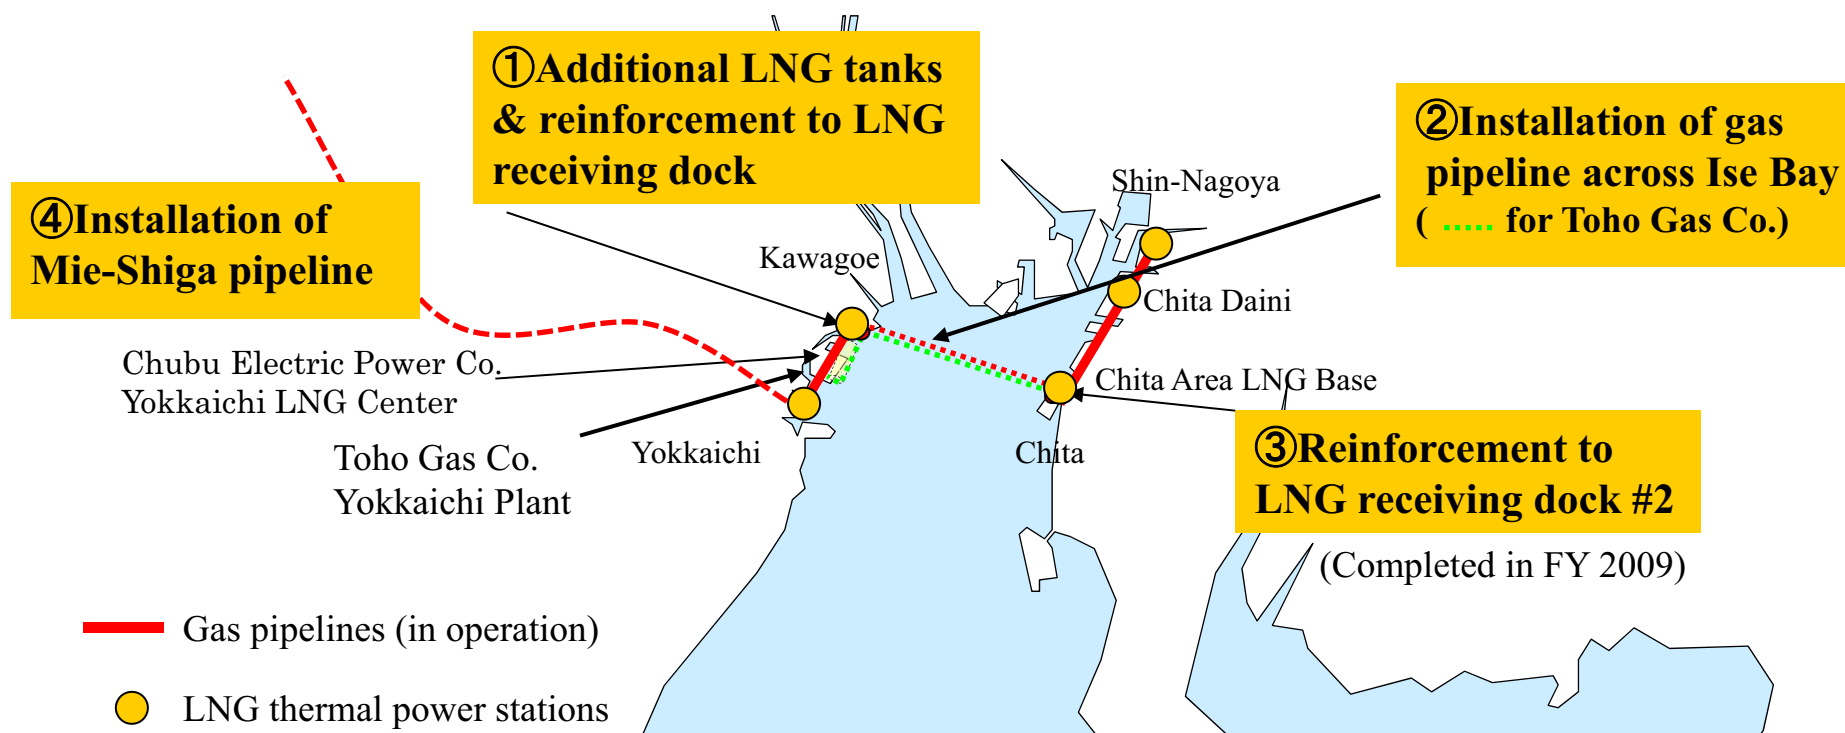 ①Additional LNG tanks
& reinforcement to LNG
receiving dock
②Installation of gas
pipeline across Ise Bay
( ..... for Toho Gas Co.)
④Installation of
Mie-Shiga pipeline
Shin-Nagoya
Kawagoe
Chita Daini
Chubu Electric Power Co.
Yokkaichi LNG Center
Chita Area LNG Base
Toho Gas Co.
Yokkaichi Plant
Yokkaichi
Chita
③Reinforcement to
LNG receiving dock #2
(Completed in FY 2009)
Gas pipelines (in operation)
LNG thermal power stations